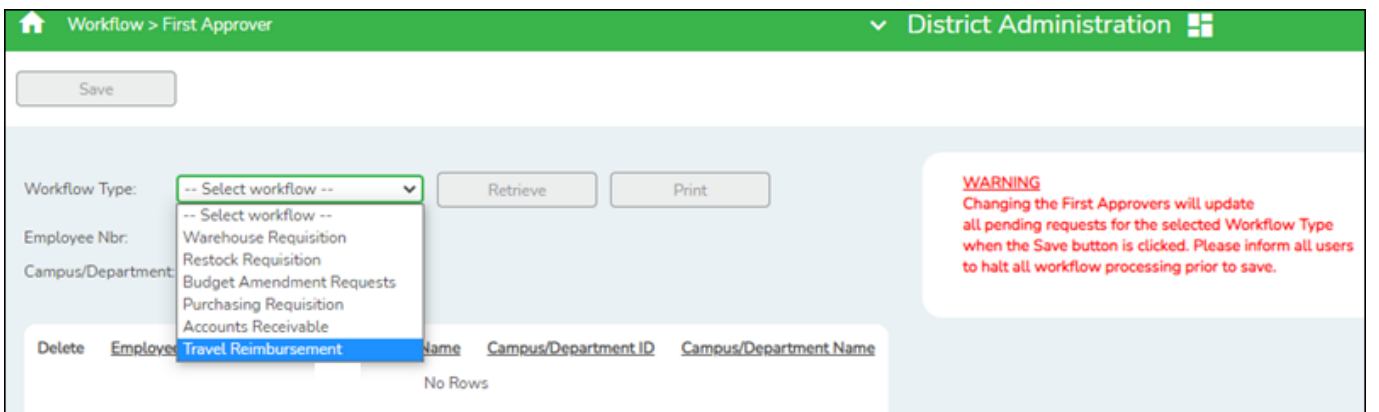 Workflow > First Approver
District Administration
Save
Workflow Type:
-- Select workflow --
Retrieve
Print
-- Select workflow --
Warehouse Requisition
Restock Requisition
Budget Amendment Requests
Purchasing Requisition
Accounts Receivable
Travel Reimbursement
Employee Nbr:
Campus/Department:
WARNING
Changing the First Approvers will update
all pending requests for the selected Workflow Type
when the Save button is clicked. Please inform all users
to halt all workflow processing prior to save.
Delete Employee Name Campus/Department ID Campus/Department Name
No Rows